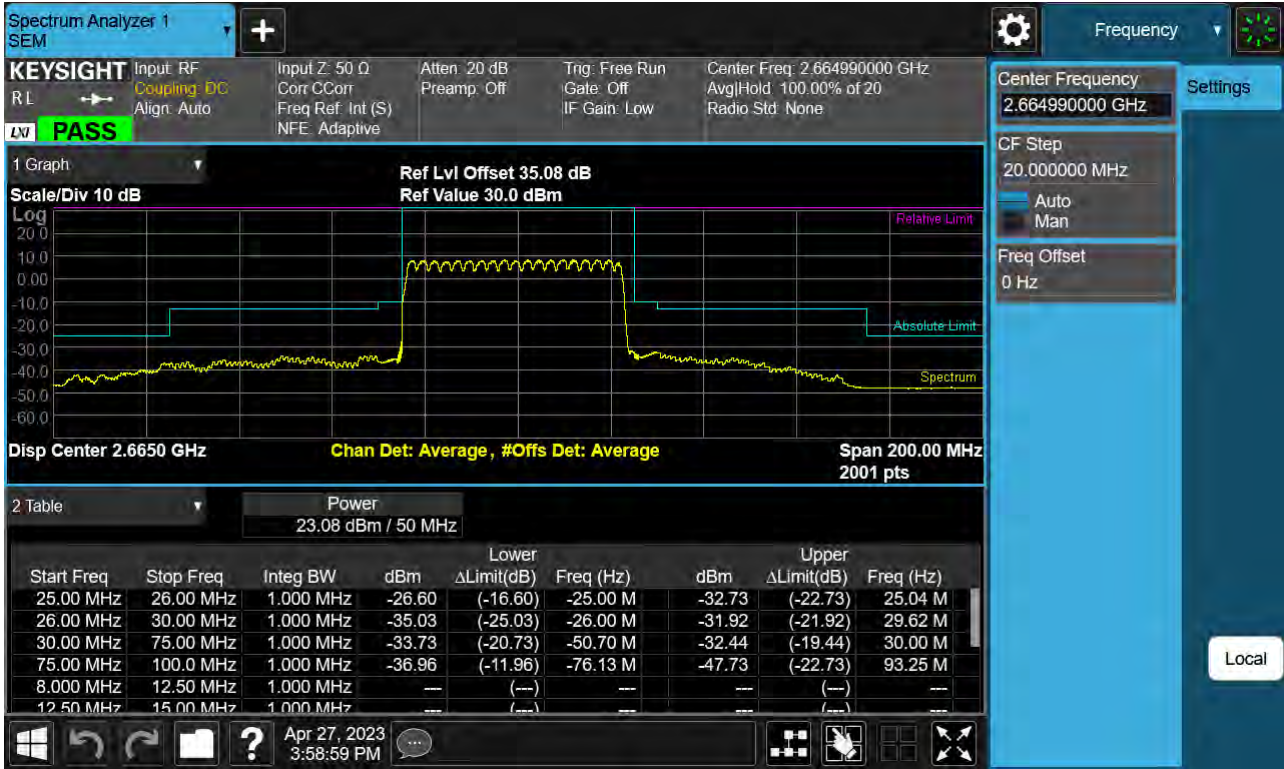 Spectrum Analyzer 1
SEM
+
Frequency
KEYSIGHT
RL
LXI
PASS
Input: RF
Coupling: DC
Align: Auto
Input Z: 50 Ω
Corr CCorr
Freq Ref: Int (S)
NFE: Adaptive
Atten: 20 dB
Preamp: Off
Trig: Free Run
Gate: Off
IF Gain: Low
Center Freq: 2.664990000 GHz
Avg|Hold: 100.00% of 20
Radio Std: None
Center Frequency
2.664990000 GHz
Settings
CF Step
20.000000 MHz
Auto
Man
Freq Offset
0 Hz
Local
1 Graph
Scale/Div 10 dB
Ref Lvl Offset 35.08 dB
Ref Value 30.0 dBm
Log
20.0
10.0
0.00
-10.0
-20.0
-30.0
-40.0
-50.0
-60.0
Relative Limit
Absolute Limit
Spectrum
Disp Center 2.6650 GHz
Chan Det: Average , #Offs Det: Average
Span 200.00 MHz
2001 pts
2 Table
Power
23.08 dBm / 50 MHz
Lower Upper
Start Freq Stop Freq Integ BW dBm ΔLimit(dB) Freq (Hz) dBm ΔLimit(dB) Freq (Hz)
25.00 MHz 26.00 MHz 1.000 MHz -26.60 (-16.60) -25.00 M -32.73 (-22.73) 25.04 M
26.00 MHz 30.00 MHz 1.000 MHz -35.03 (-25.03) -26.00 M -31.92 (-21.92) 29.62 M
30.00 MHz 75.00 MHz 1.000 MHz -33.73 (-20.73) -50.70 M -32.44 (-19.44) 30.00 M
75.00 MHz 100.0 MHz 1.000 MHz -36.96 (-11.96) -76.13 M -47.73 (-22.73) 93.25 M
8.000 MHz 12.50 MHz 1.000 MHz --- (---) --- --- (---) ---
12.50 MHz 15.00 MHz 1.000 MHz --- (---) --- --- (---) ---
?
Apr 27, 2023
3:58:59 PM